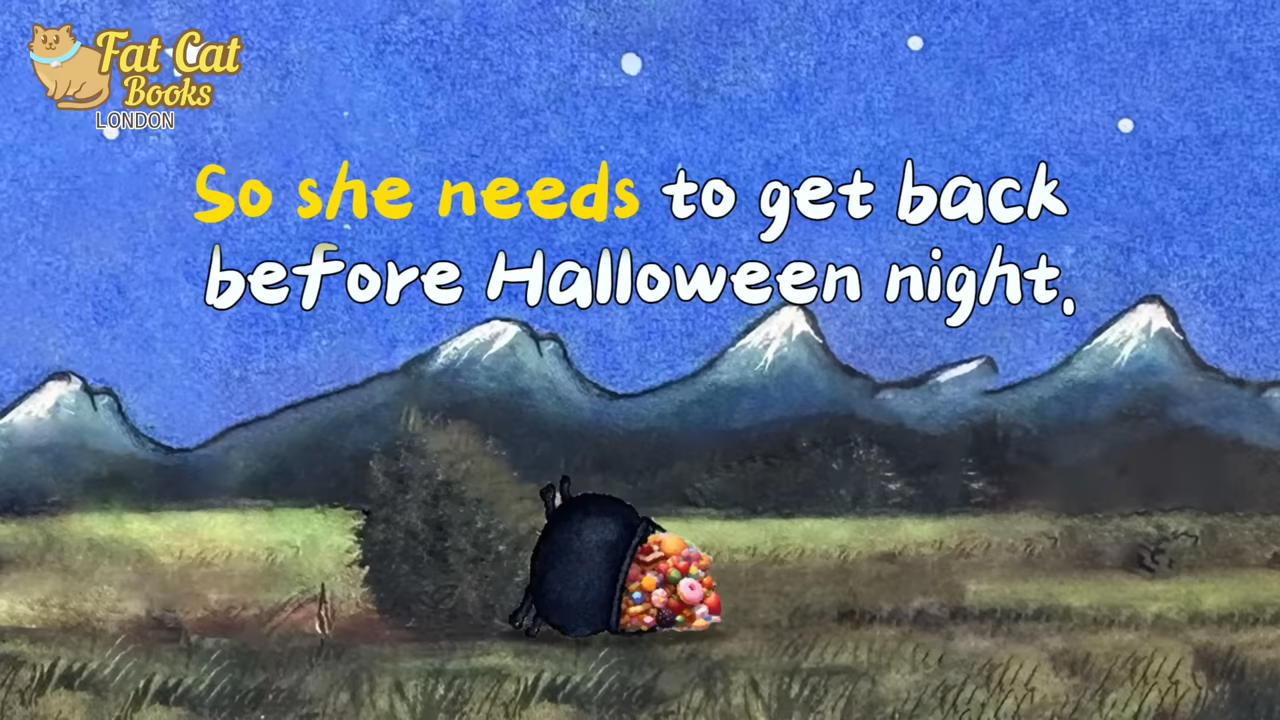 Fat Cat
Books
LONDON
So she needs to get back
before Halloween night.